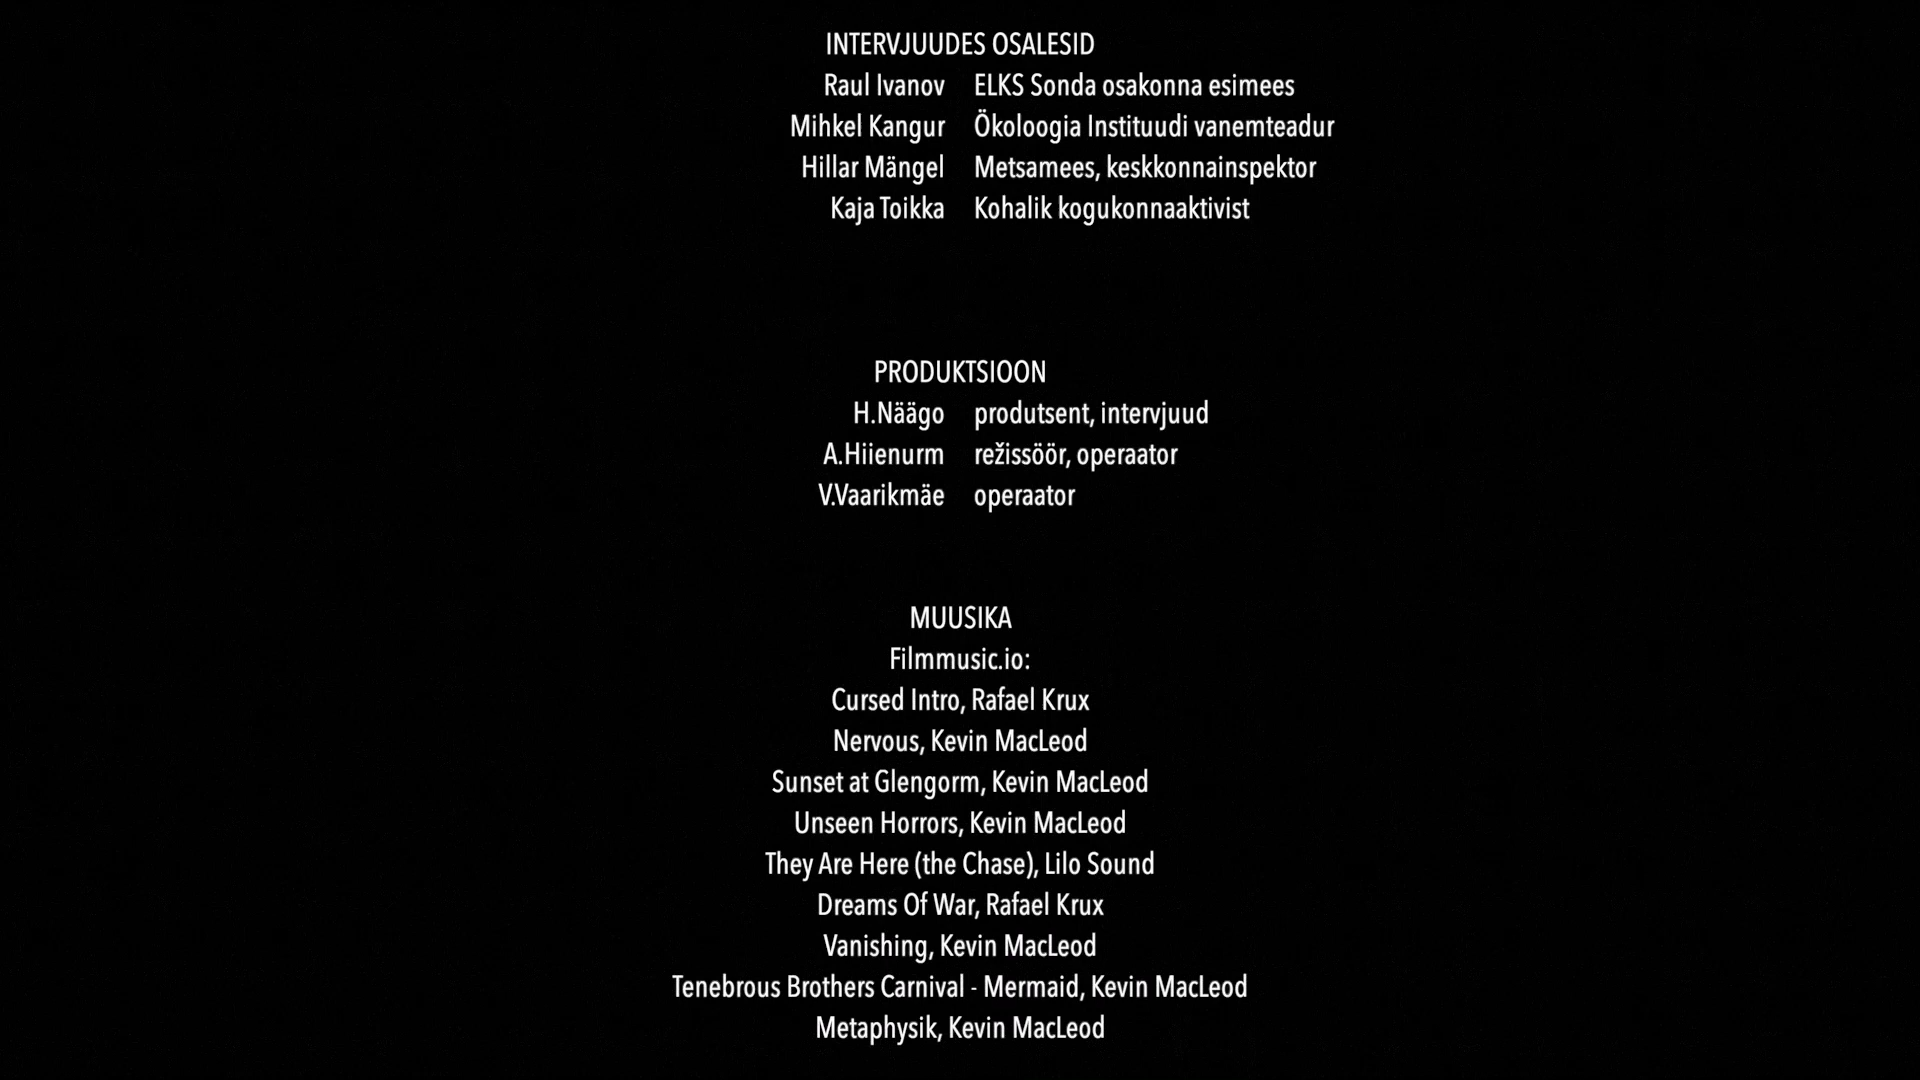 INTERVJUUDES OSALESID
Raul Ivanov ELKS Sonda osakonna esimees
Mihkel Kangur Ökoloogia Instituudi vanemteadur
Hillar Mängel Metsamees, keskkonnainspektor
Kaja Toikka Kohalik kogukonnaaktivist
PRODUKTSIOON
H.Näägo produtsent, intervjuud
A.Hiienurm režissöör, operaator
V.Vaarikmäe operaator
MUUSIKA
Filmmusic.io:
Cursed Intro, Rafael Krux
Nervous, Kevin MacLeod
Sunset at Glengorm, Kevin MacLeod
Unseen Horrors, Kevin MacLeod
They Are Here (the Chase), Lilo Sound
Dreams Of War, Rafael Krux
Vanishing, Kevin MacLeod
Tenebrous Brothers Carnival - Mermaid, Kevin MacLeod
Metaphysik, Kevin MacLeod